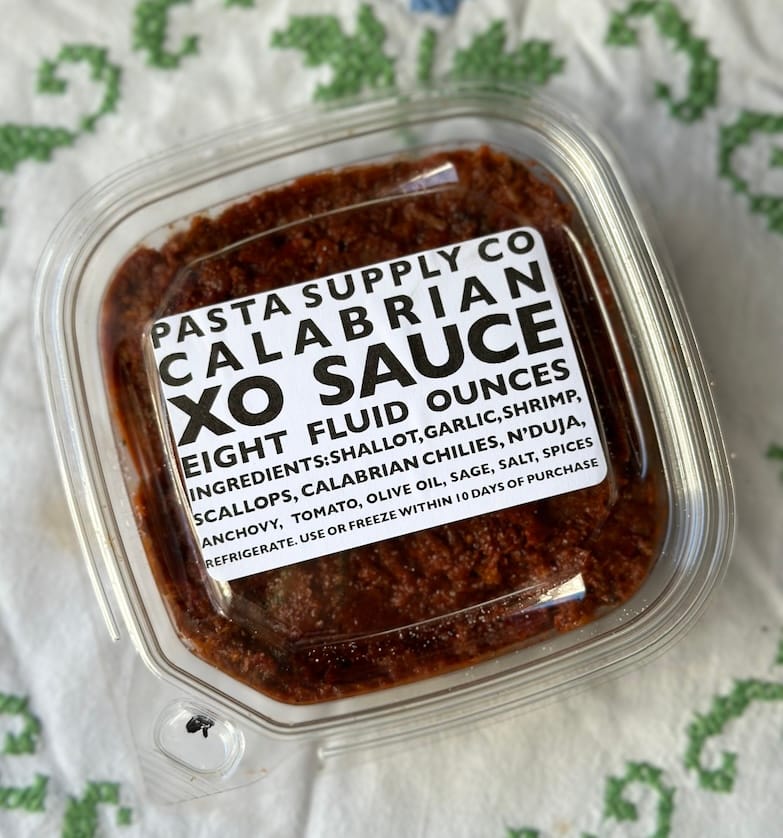 PASTA SUPPLY CO
CALABRIAN
XO SAUCE
EIGHT FLUID OUNCES
INGREDIENTS:SHALLOT,GARLIC,SHRIMP,
SCALLOPS, CALABRIAN CHILIES, N'DUJA,
ANCHOVY, TOMATO, OLIVE OIL, SAGE, SALT, SPICES
REFRIGERATE. USE OR FREEZE WITHIN 10 DAYS OF PURCHASE